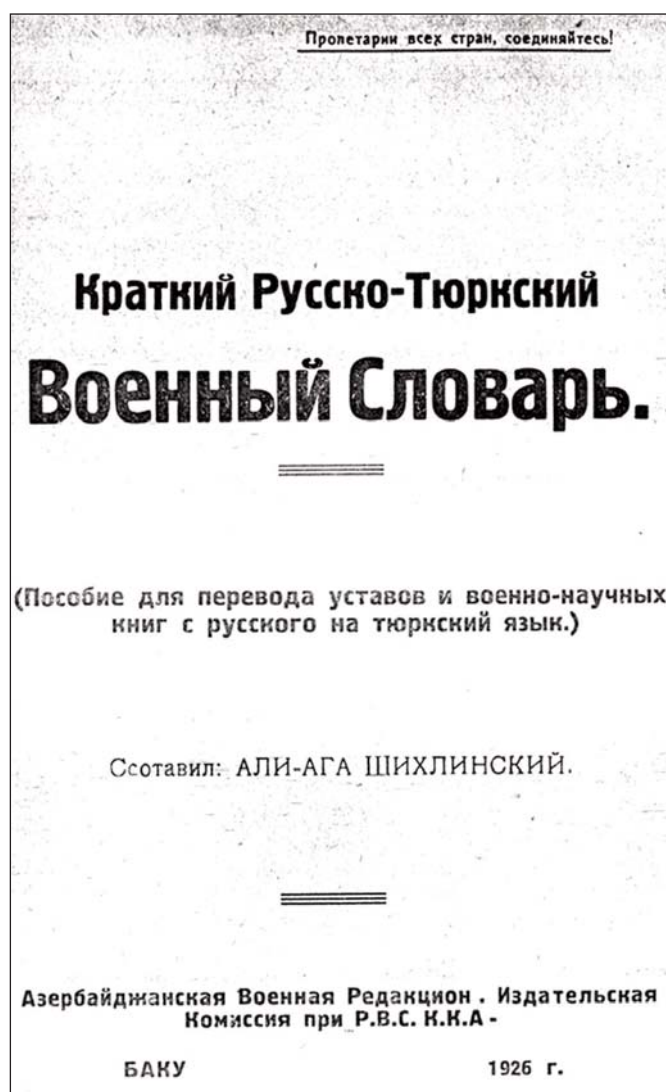 Пролетарии всех стран, соединяйтесь!
Краткий Русско-Тюркский
Военный Словарь.
(Пособие для перевода уставов и военно-научных
книг с русского на тюркский язык.)
Составил: АЛИ-АГА ШИХЛИНСКИЙ.
Азербайджанская Военная Редакцион. Издательская
Комиссия при Р.В.С. К.К.А -
БАКУ 1926 г.